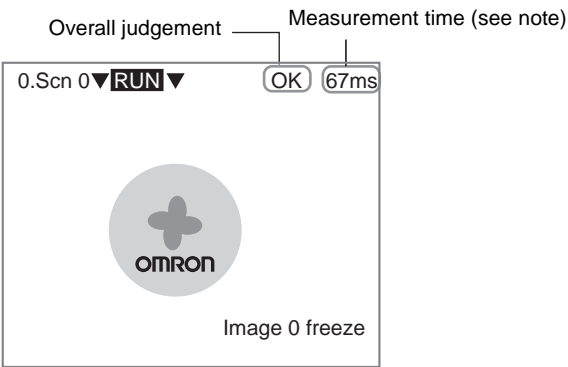 Overall judgement
Measurement time (see note)
0.Scn 0▼RUN▼ OK 67ms
OMRON
Image 0 freeze